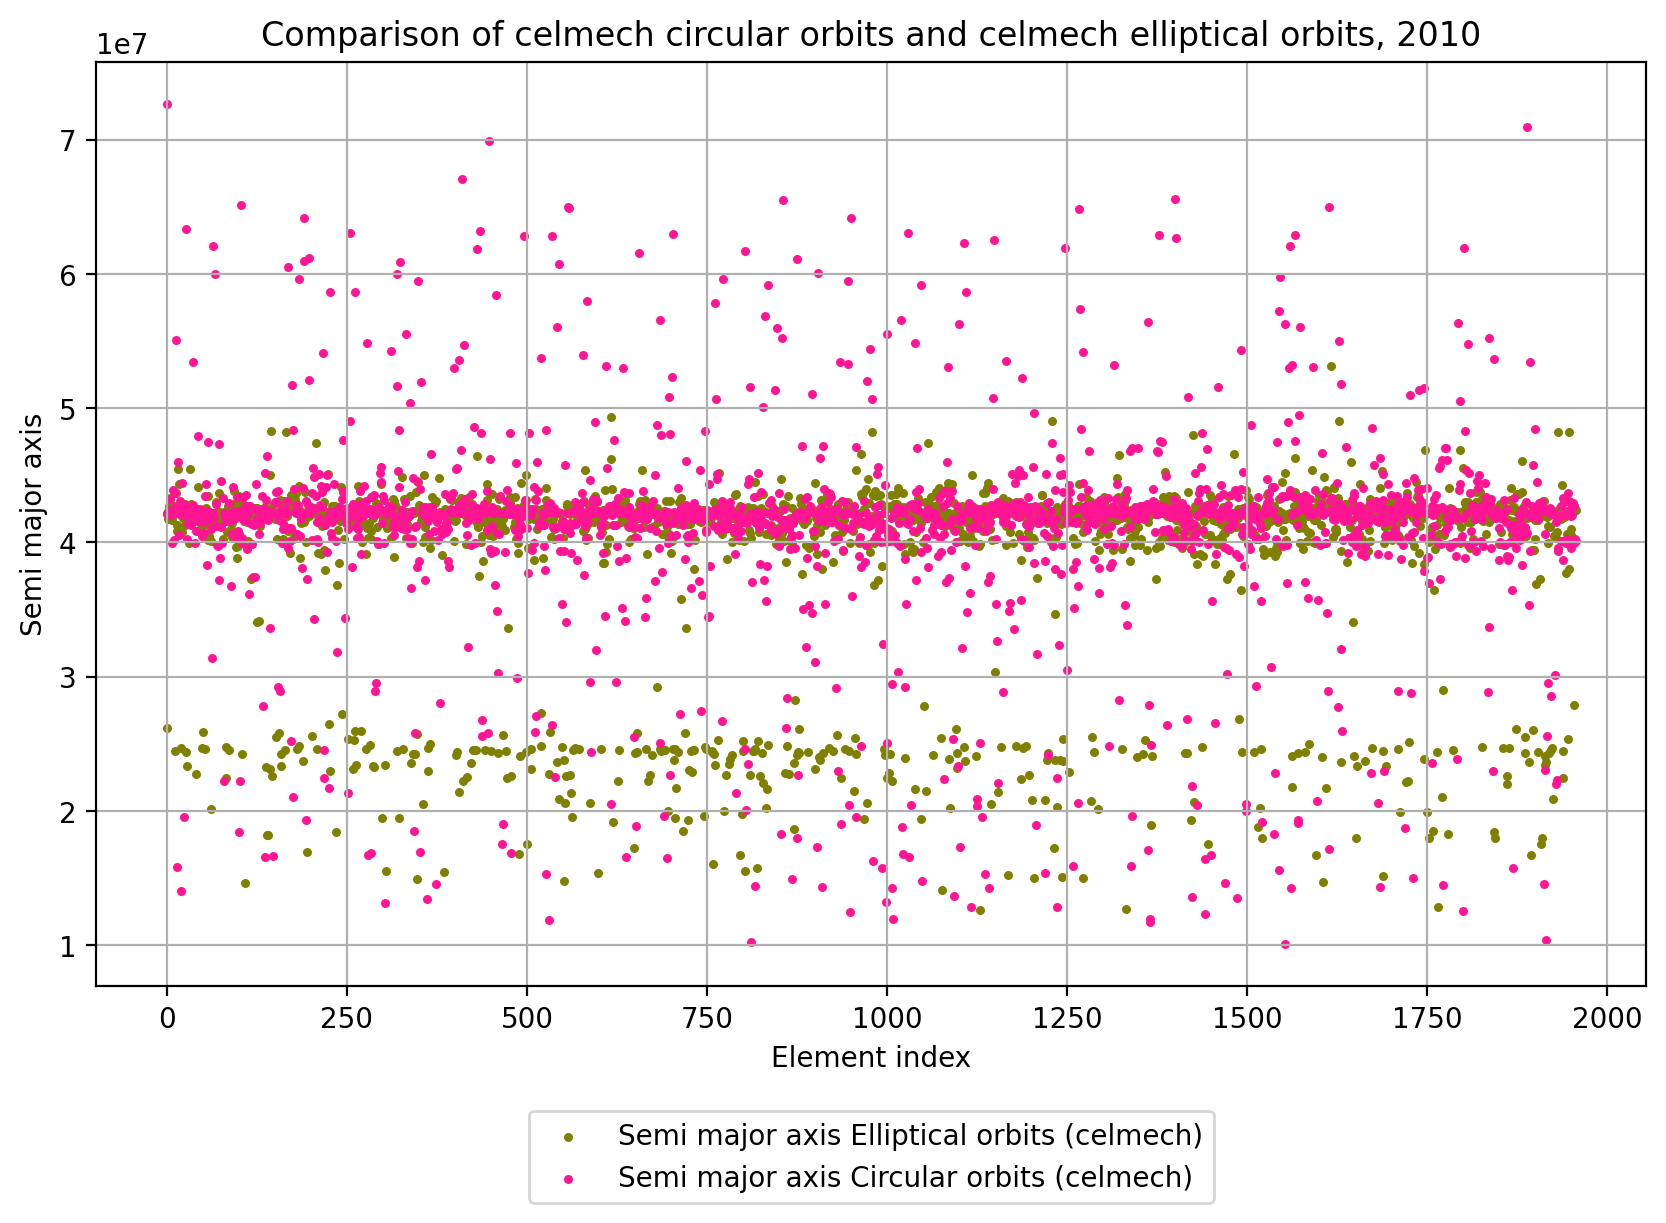 Comparison of celmech circular orbits and celmech elliptical orbits, 2010
1e7
7
6
5
4
3
2
1
Semi major axis
0 250 500 750 1000 1250 1500 1750 2000
Element index
Semi major axis Elliptical orbits (celmech)
Semi major axis Circular orbits (celmech)